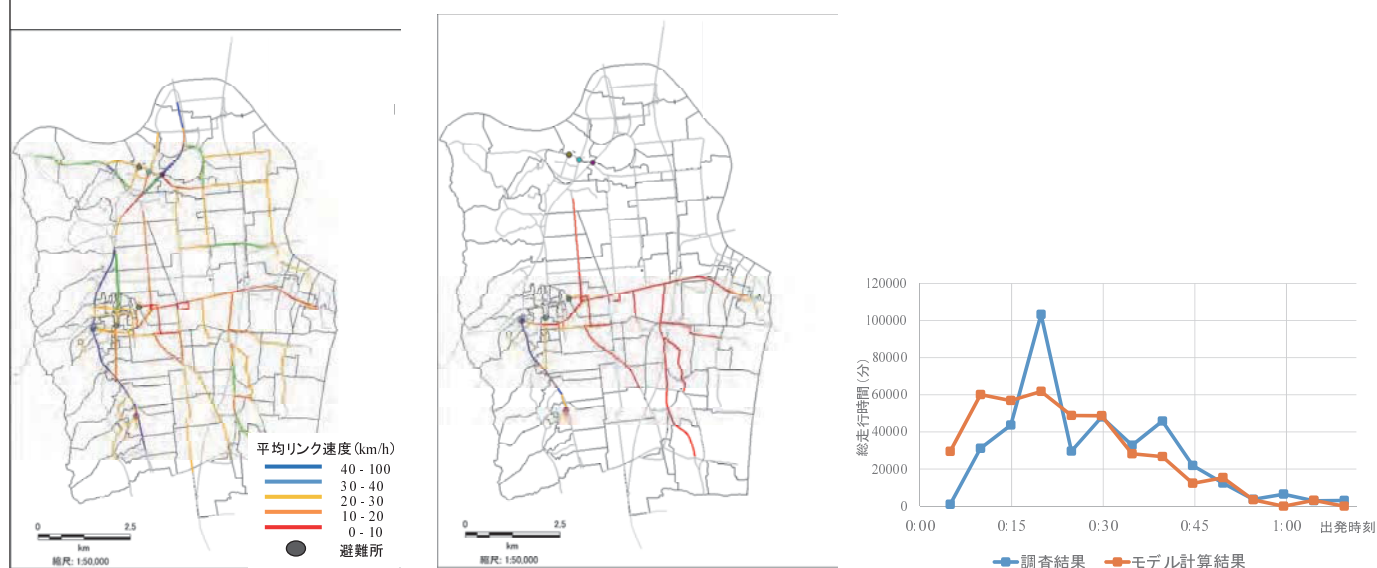 平均リンク速度(km/h)
40 - 100
30 - 40
20 - 30
10 - 20
0 - 10
避難所
0 2.5
km
縮尺: 1:50,000
0 2.5
km
縮尺: 1:50,000
総走行時間(分)
120000
100000
80000
60000
40000
20000
0
0:00 0:15 0:30 0:45 1:00 出発時刻
調査結果 モデル計算結果